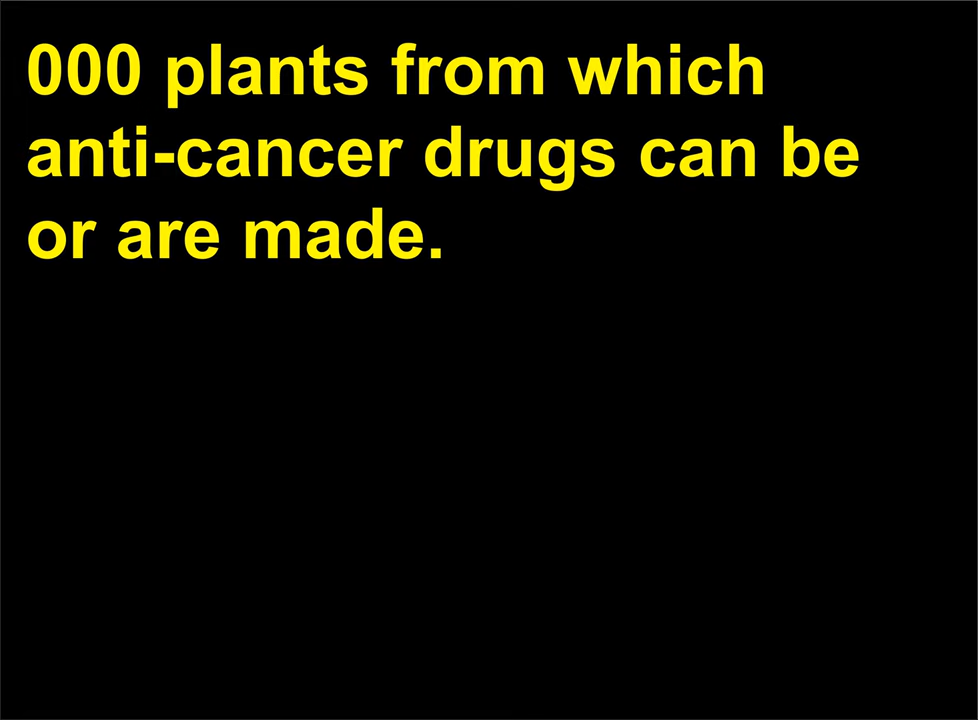 000 plants from which
anti-cancer drugs can be
or are made.